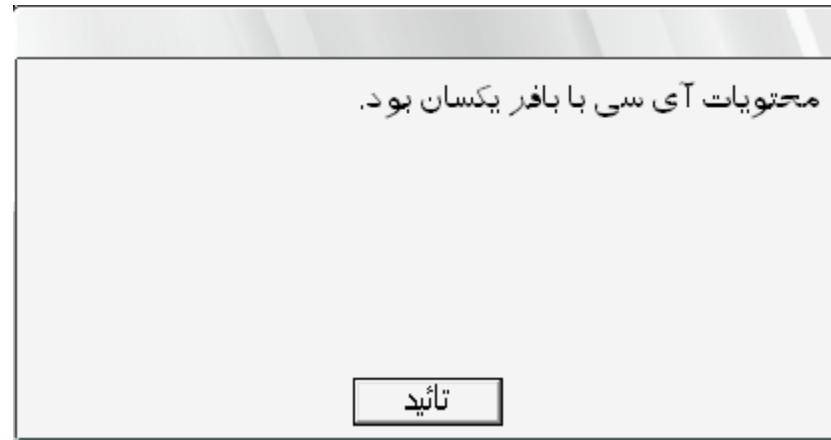 محتویات آی سی با بافر یکسان بود.
تائید